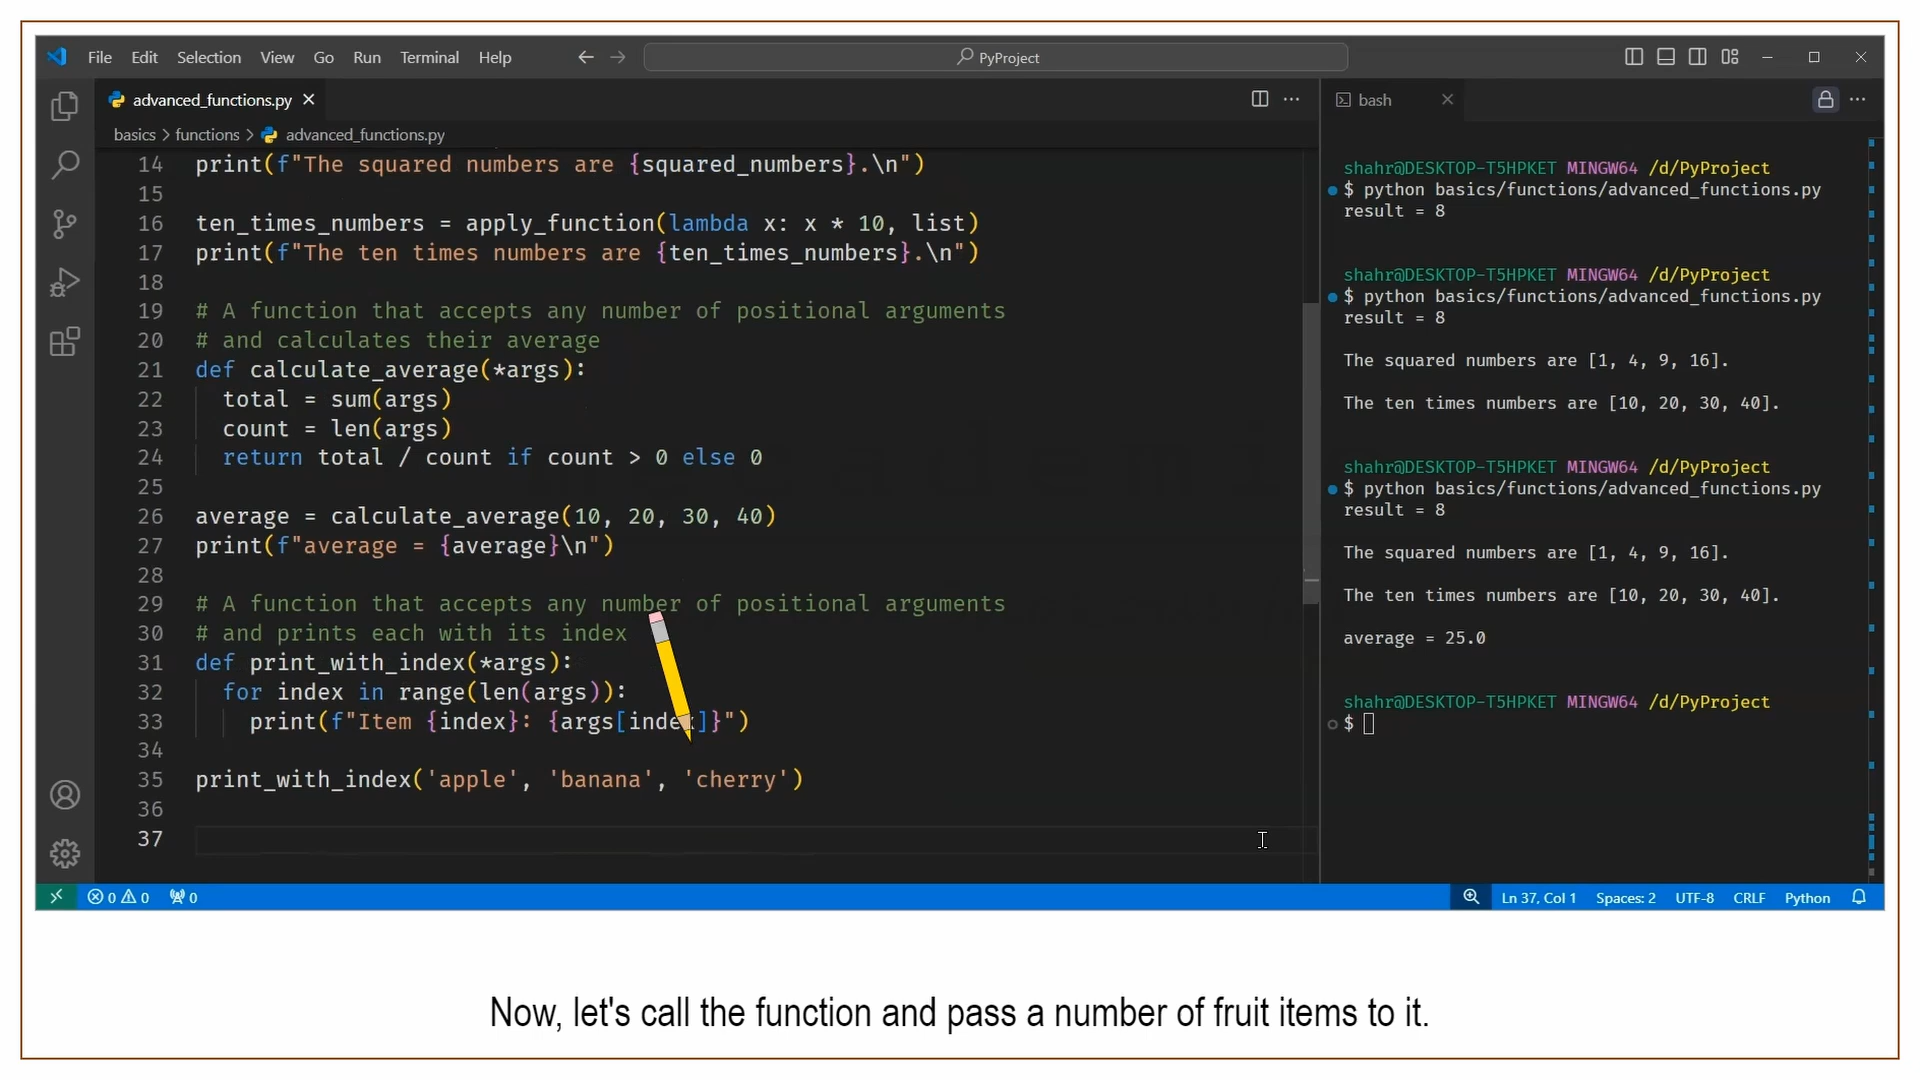 File Edit Selection View Go Run Terminal Help
PyProject
advanced_functions.py
basics > functions > advanced_functions.py
14 print(f"The squared numbers are {squared_numbers}.\n")
15
16 ten_times_numbers = apply_function(lambda x: x * 10, list)
17 print(f"The ten times numbers are {ten_times_numbers}.\n")
18
19 # A function that accepts any number of positional arguments
20 # and calculates their average
21 def calculate_average(*args):
22 total = sum(args)
23 count = len(args)
24 return total / count if count > 0 else 0
25
26 average = calculate_average(10, 20, 30, 40)
27 print(f"average = {average}\n")
28
29 # A function that accepts any number of positional arguments
30 # and prints each with its index
31 def print_with_index(*args):
32 for index in range(len(args)):
33 print(f"Item {index}: {args[index]}")
34
35 print_with_index('apple', 'banana', 'cherry')
36
37
bash
shahr@DESKTOP-T5HPKET MINGW64 /d/PyProject
$ python basics/functions/advanced_functions.py
result = 8
shahr@DESKTOP-T5HPKET MINGW64 /d/PyProject
$ python basics/functions/advanced_functions.py
result = 8
The squared numbers are [1, 4, 9, 16].
The ten times numbers are [10, 20, 30, 40].
shahr@DESKTOP-T5HPKET MINGW64 /d/PyProject
$ python basics/functions/advanced_functions.py
result = 8
The squared numbers are [1, 4, 9, 16].
The ten times numbers are [10, 20, 30, 40].
average = 25.0
shahr@DESKTOP-T5HPKET MINGW64 /d/PyProject
$
0 0 0 Ln 37, Col 1 Spaces: 2 UTF-8 CRLF Python
Now, let's call the function and pass a number of fruit items to it.